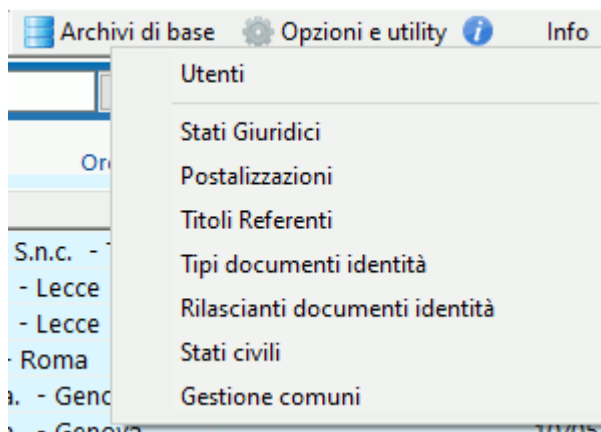 Archivi di base Opzioni e utility i Info
Utenti
Stati Giuridici
Postalizzazioni
Titoli Referenti
Tipi documenti identità
Rilascianti documenti identità
Stati civili
Gestione comuni
S.n.c. -
- Lecce
- Lecce
- Roma
- Genova